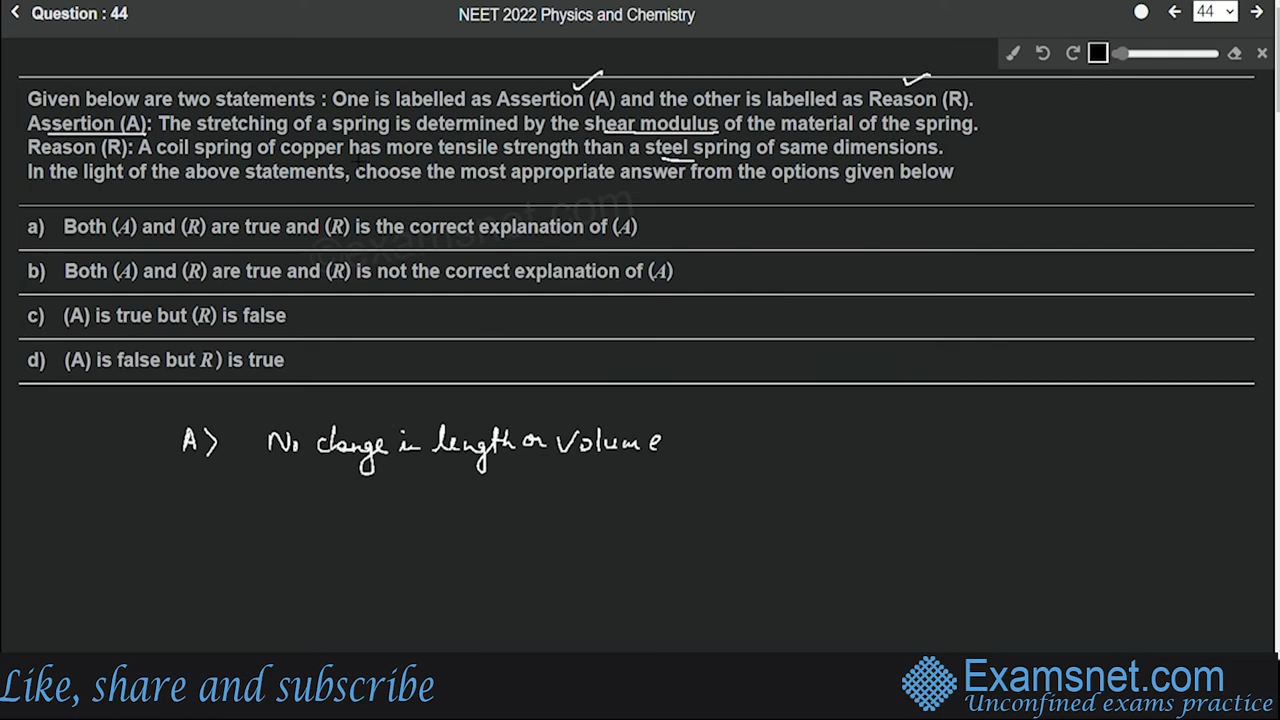 Question : 44
NEET 2022 Physics and Chemistry
44
Given below are two statements : One is labelled as Assertion (A) and the other is labelled as Reason (R).
Assertion (A): The stretching of a spring is determined by the shear modulus of the material of the spring.
Reason (R): A coil spring of copper has more tensile strength than a steel spring of same dimensions.
In the light of the above statements, choose the most appropriate answer from the options given below
©examsnet.com
a) Both (A) and (R) are true and (R) is the correct explanation of (A)
b) Both (A) and (R) are true and (R) is not the correct explanation of (A)
c) (A) is true but (R) is false
d) (A) is false but R ) is true
A> No change in length or Volume
Like, share and subscribe
Examsnet.com
Unconfined exams practice